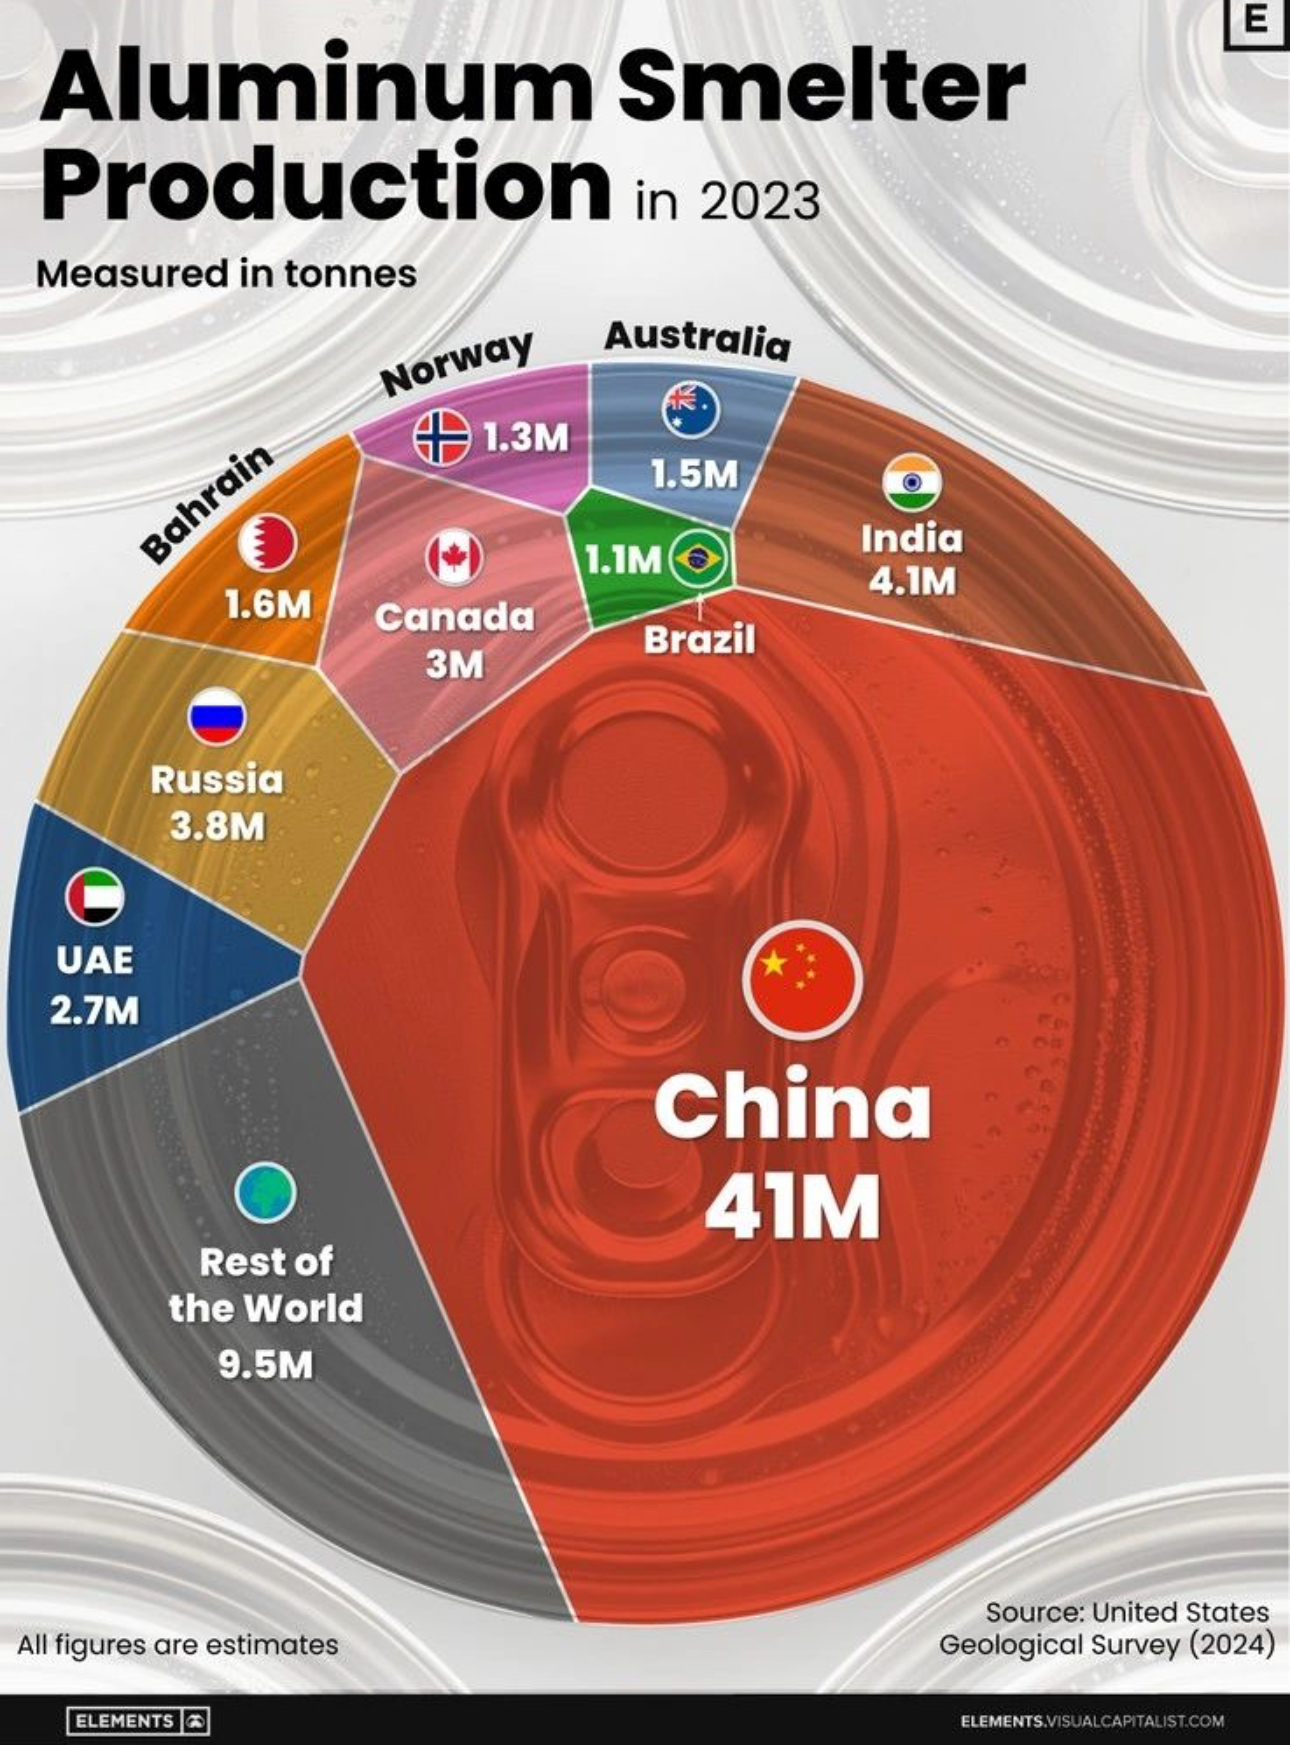 E
Aluminum Smelter
Production in 2023
Measured in tonnes
Norway
Australia
Bahrain
1.3M
1.5M
India
4.1M
1.6M
Canada
3M
1.1M
Brazil
Russia
3.8M
UAE
2.7M
China
41M
Rest of
the World
9.5M
All figures are estimates
Source: United States
Geological Survey (2024)
ELEMENTS
ELEMENTS.VISUALCAPITALIST.COM